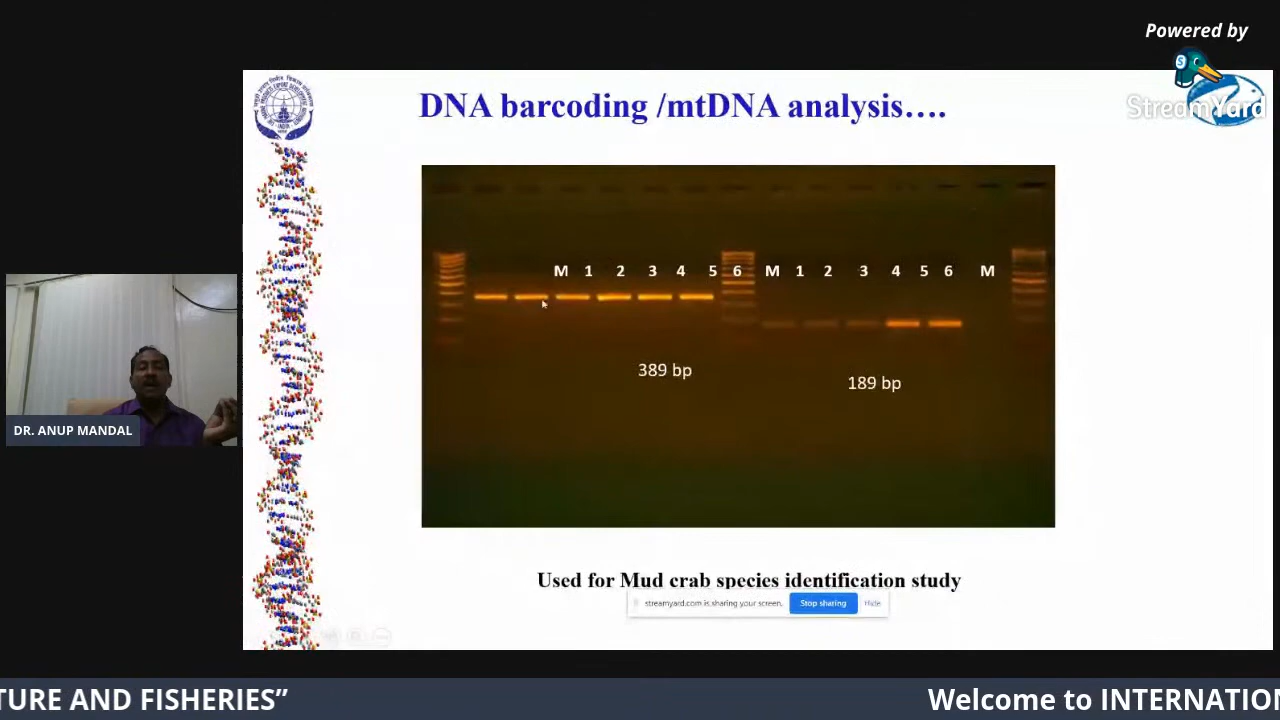 Powered by
StreamYard
DNA barcoding /mtDNA analysis....
M 1 2 3 4 5 6 M 1 2 3 4 5 6 M
389 bp
189 bp
DR. ANUP MANDAL
Used for Mud crab species identification study
streamyard.com is sharing your screen. Stop sharing Hide
TURE AND FISHERIES” Welcome to INTERNATION